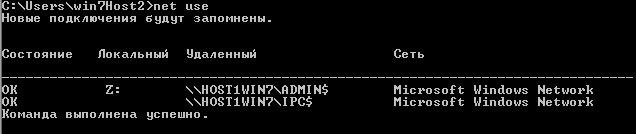 C:\Users\win7Host2>net use
Новые подключения будут запомнены.
Состояние Локальный Удаленный Сеть
-------------------------------------------------------------------------------
OK Z: \\HOST1WIN7\ADMIN$ Microsoft Windows Network
OK \\HOST1WIN7\IPC$ Microsoft Windows Network
Команда выполнена успешно.